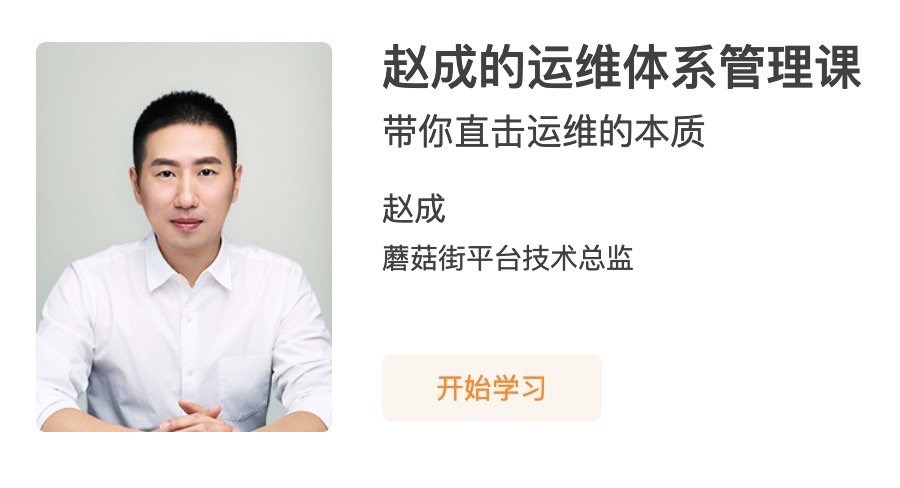 赵成的运维体系管理课
带你直击运维的本质
赵成
蘑菇街平台技术总监
开始学习